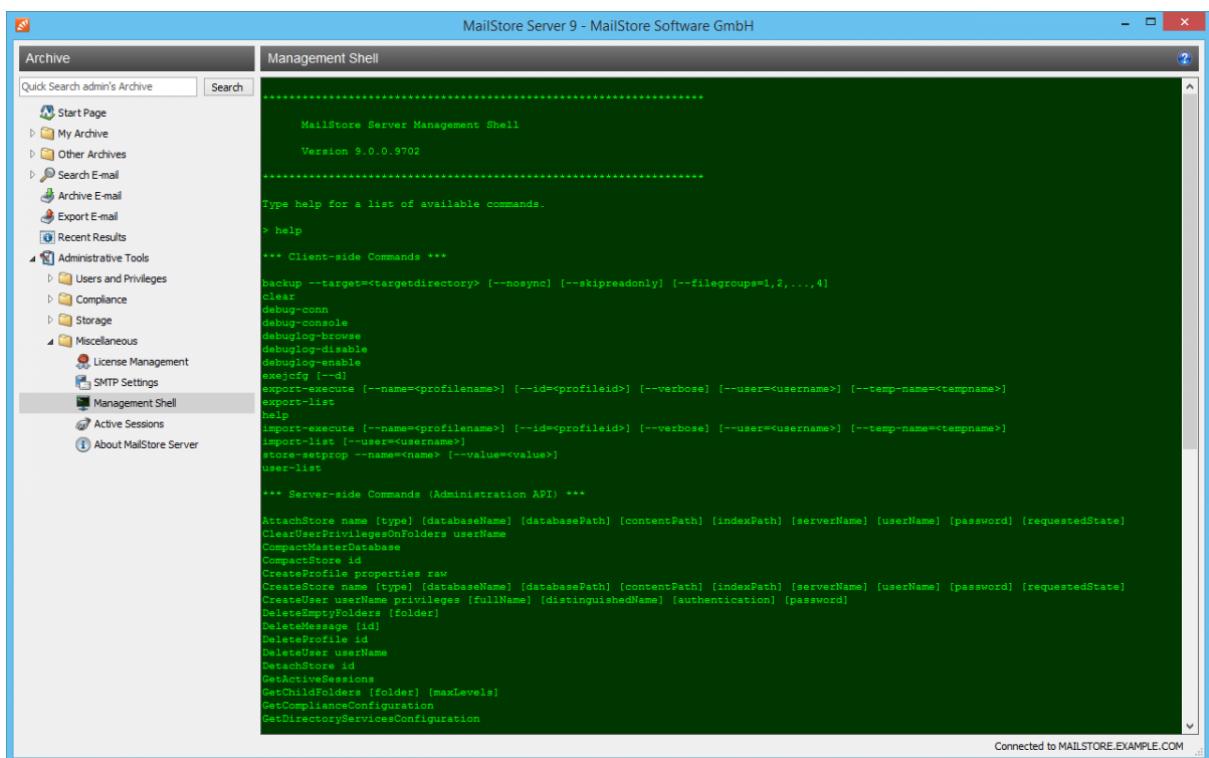 MailStore Server 9 - MailStore Software GmbH
Archive
Quick Search admin's Archive
Search
Start Page
My Archive
Other Archives
Search E-mail
Archive E-mail
Export E-mail
Recent Results
Administrative Tools
Users and Privileges
Compliance
Storage
Miscellaneous
License Management
SMTP Settings
Management Shell
Active Sessions
About MailStore Server
Management Shell
?
*******************************************************************
MailStore Server Management Shell
Version 9.0.0.9702
*******************************************************************
Type help for a list of available commands.
> help
*** Client-side Commands ***
backup --target=<targetdirectory> [--nosync] [--skipreadonly] [--filegroups=1,2,...,4]
clear
debug-conn
debug-console
debuglog-browse
debuglog-disable
debuglog-enable
exejcfg [--d]
export-execute [--name=<profilename>] [--id=<profileid>] [--verbose] [--user=<username>] [--temp-name=<tempname>]
export-list
help
import-execute [--name=<profilename>] [--id=<profileid>] [--verbose] [--user=<username>] [--temp-name=<tempname>]
import-list [--user=<username>]
store-setprop --name=<name> [--value=<value>]
user-list
*** Server-side Commands (Administration API) ***
AttachStore name [type] [databaseName] [databasePath] [contentPath] [indexPath] [serverName] [userName] [password] [requestedState]
ClearUserPrivilegesOnFolders userName
CompactMasterDatabase
CompactStore id
CreateProfile properties raw
CreateStore name [type] [databaseName] [databasePath] [contentPath] [indexPath] [serverName] [userName] [password] [requestedState]
CreateUser userName privileges [fullName] [distinguishedName] [authentication] [password]
DeleteEmptyFolders [folder]
DeleteMessage [id]
DeleteProfile id
DeleteUser userName
DetachStore id
GetActiveSessions
GetChildFolders [folder] [maxLevels]
GetComplianceConfiguration
GetDirectoryServicesConfiguration
Connected to MAILSTORE.EXAMPLE.COM